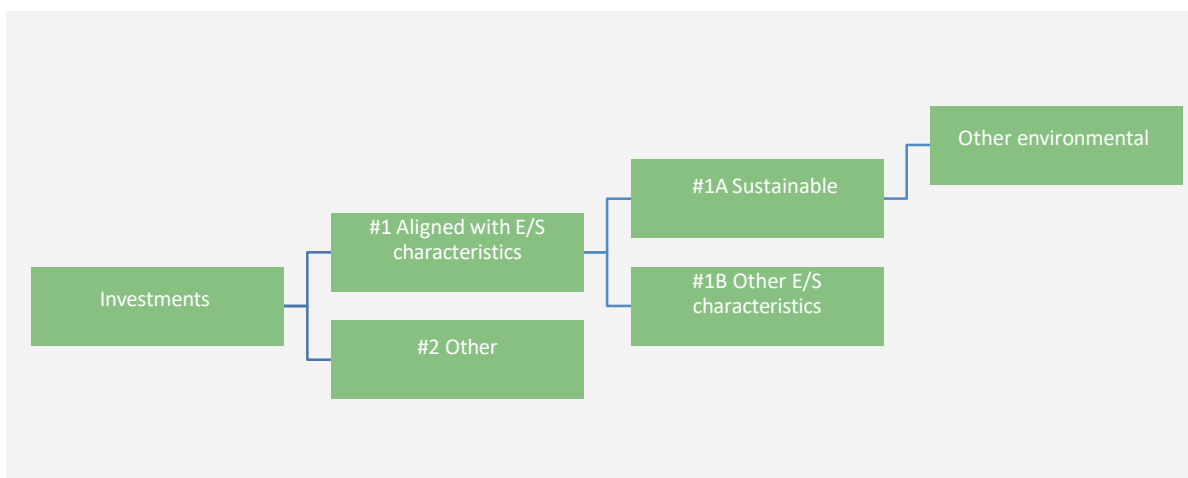 Investments
#1 Aligned with E/S
characteristics
#2 Other
#1A Sustainable
#1B Other E/S
characteristics
Other environmental